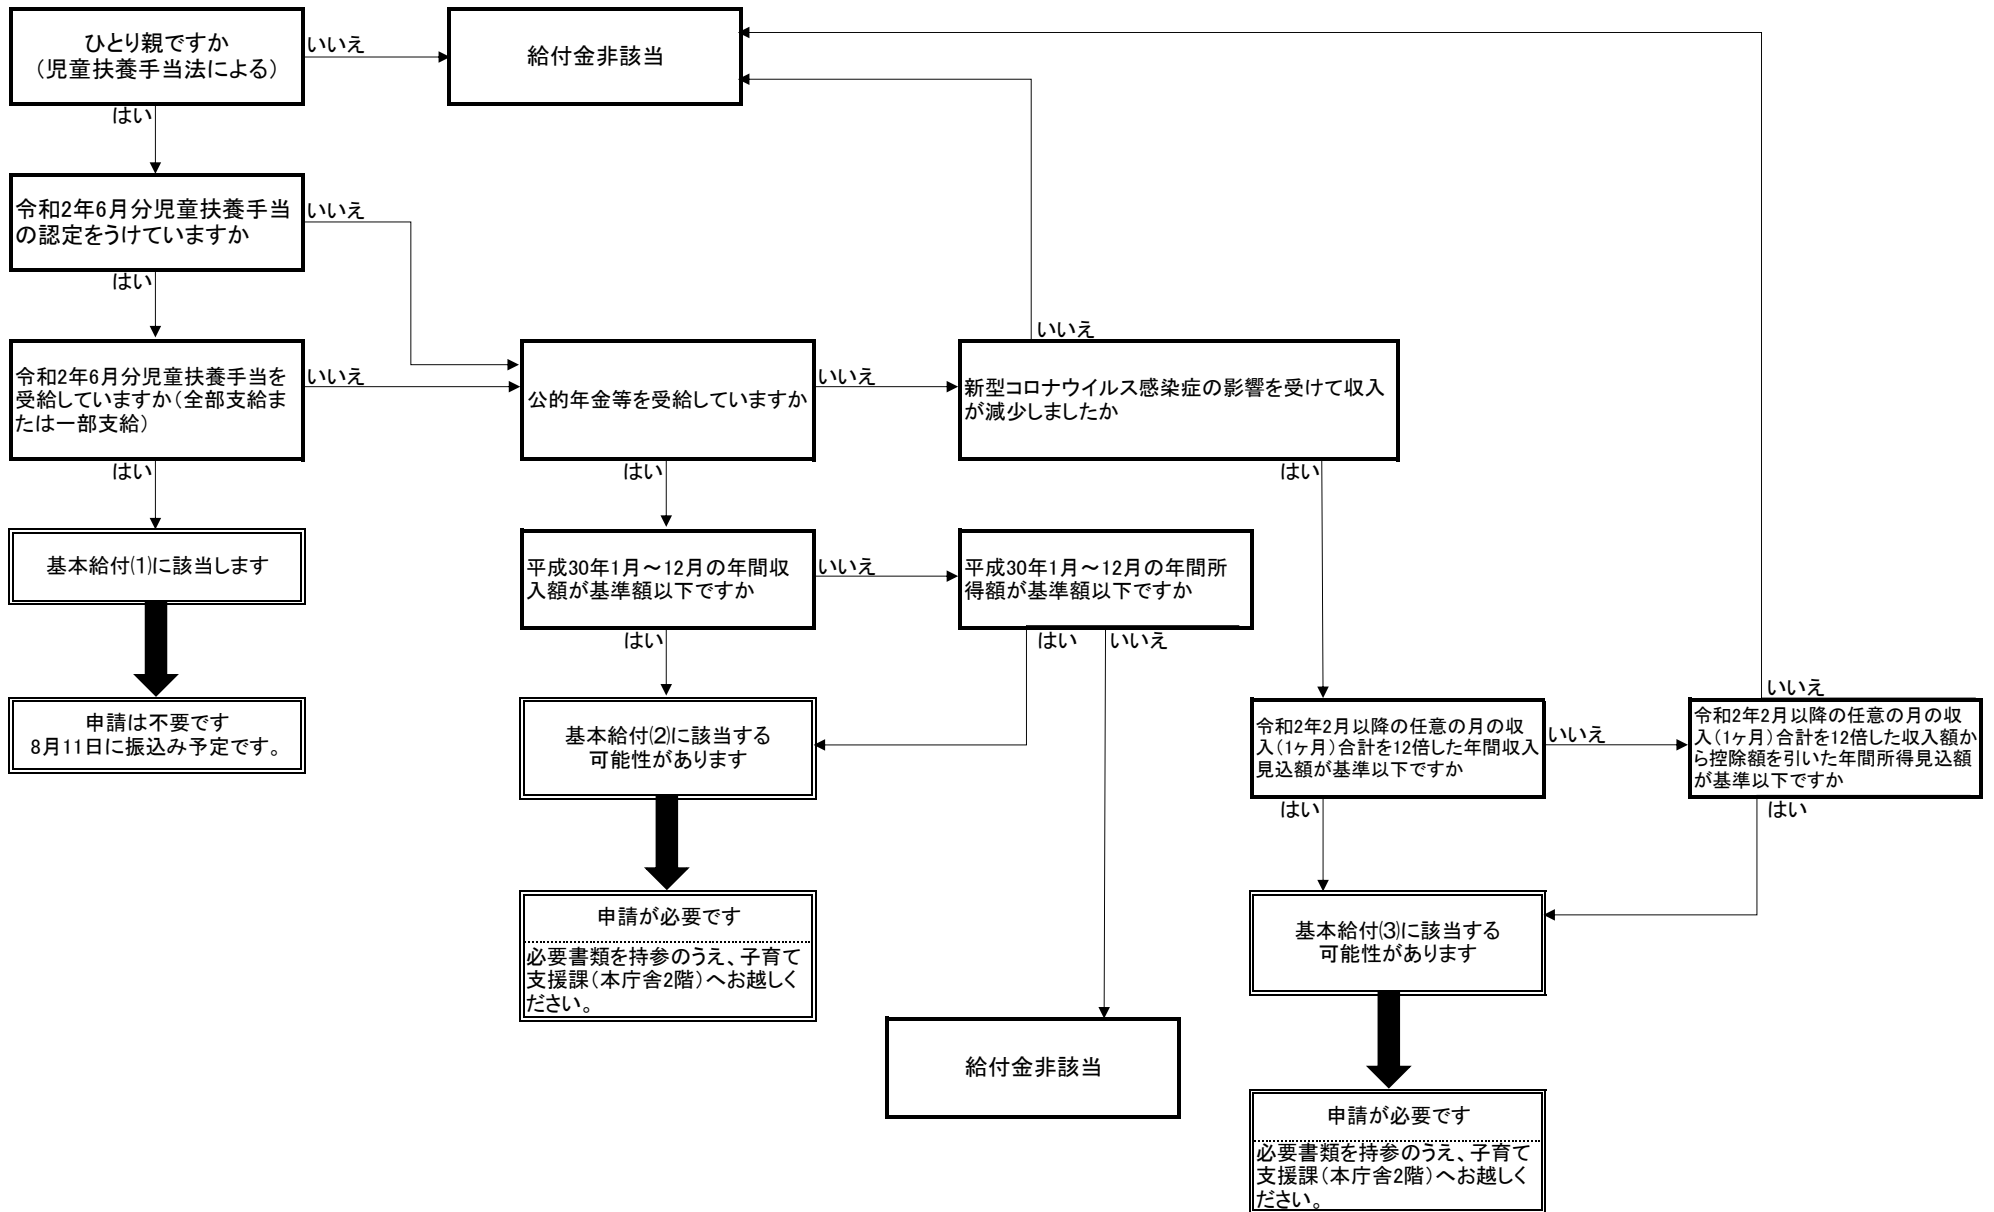 ひとり親ですか
（児童扶養手当法による）
いいえ
給付金非該当
はい
令和2年6月分児童扶養手当
の認定をうけていますか
いいえ
はい
令和2年6月分児童扶養手当を
受給していますか（全部支給ま
たは一部支給）
いいえ
公的年金等を受給していますか
いいえ
いいえ
新型コロナウイルス感染症の影響を受けて収入
が減少しましたか
はい
はい
はい
基本給付⑴に該当します
平成30年1月～12月の年間収
入額が基準額以下ですか
いいえ
平成30年1月～12月の年間所
得額が基準額以下ですか
はい
はい
いいえ
申請は不要です
8月11日に振込み予定です。
基本給付⑵に該当する
可能性があります
令和2年2月以降の任意の月の収
入（1ヶ月）合計を12倍した年間収入
見込額が基準以下ですか
いいえ
いいえ
令和2年2月以降の任意の月の収
入（1ヶ月）合計を12倍した収入額か
ら控除額を引いた年間所得見込額
が基準以下ですか
はい
はい
申請が必要です
必要書類を持参のうえ、子育て
支援課（本庁舎2階）へお越しく
ださい。
基本給付⑶に該当する
可能性があります
給付金非該当
申請が必要です
必要書類を持参のうえ、子育て
支援課（本庁舎2階）へお越しく
ださい。